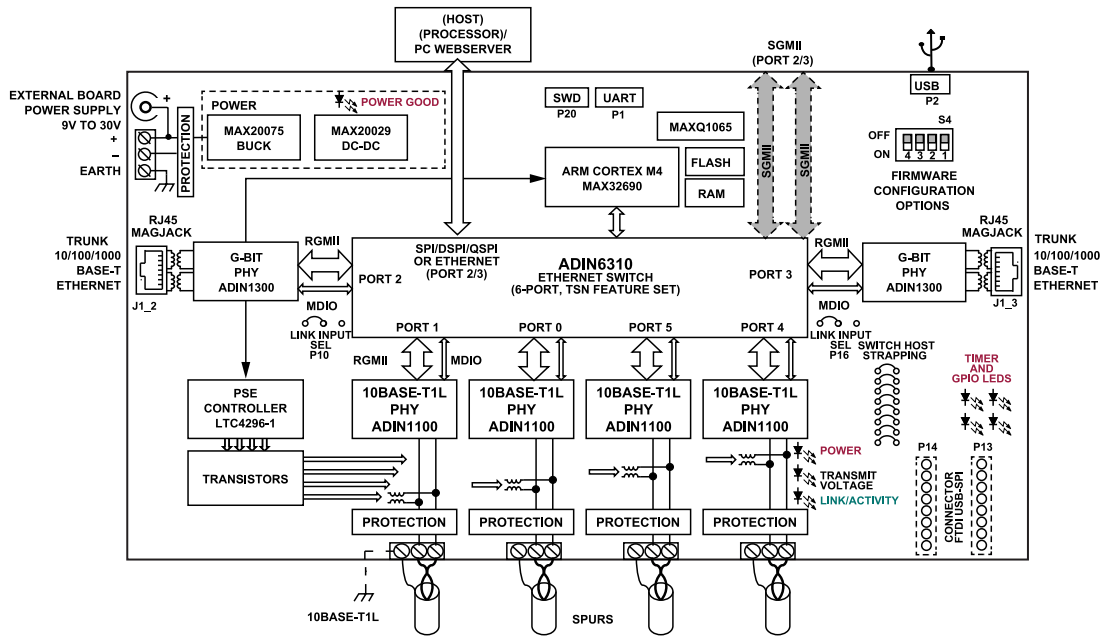 (HOST)
(PROCESSOR)/
PC WEBSERVER
SGMII
(PORT 2/3)
EXTERNAL BOARD
POWER SUPPLY
9V TO 30V
+
+
–
EARTH
PROTECTION
POWER
POWER GOOD
MAX20075
BUCK
MAX20029
DC-DC
SWD
P20
UART
P1
MAXQ1065
ARM CORTEX M4
MAX32690
FLASH
RAM
SGMII
SGMII
USB
P2
S4
OFF
ON
4 3 2 1
FIRMWARE
CONFIGURATION
OPTIONS
RJ45
MAGJACK
TRUNK
10/100/1000
BASE-T
ETHERNET
J1_2
G-BIT
PHY
ADIN1300
RGMII
MDIO
LINK INPUT
SEL
P10
SPI/DSPI/QSPI
OR ETHERNET
(PORT 2/3)
PORT 2
ADIN6310
ETHERNET SWITCH
(6-PORT, TSN FEATURE SET)
PORT 3
PORT 1
PORT 0
PORT 5
PORT 4
RGMII
MDIO
LINK INPUT
SEL
P16
G-BIT
PHY
ADIN1300
RJ45
MAGJACK
TRUNK
10/100/1000
BASE-T
ETHERNET
J1_3
SWITCH HOST
STRAPPING
TIMER
AND
GPIO LEDS
RGMII
MDIO
PSE
CONTROLLER
LTC4296-1
TRANSISTORS
10BASE-T1L
PHY
ADIN1100
10BASE-T1L
PHY
ADIN1100
10BASE-T1L
PHY
ADIN1100
10BASE-T1L
PHY
ADIN1100
POWER
TRANSMIT
VOLTAGE
LINK/ACTIVITY
P14
P13
CONNECTOR
FTDI USB-SPI
PROTECTION
PROTECTION
PROTECTION
PROTECTION
10BASE-T1L
SPURS